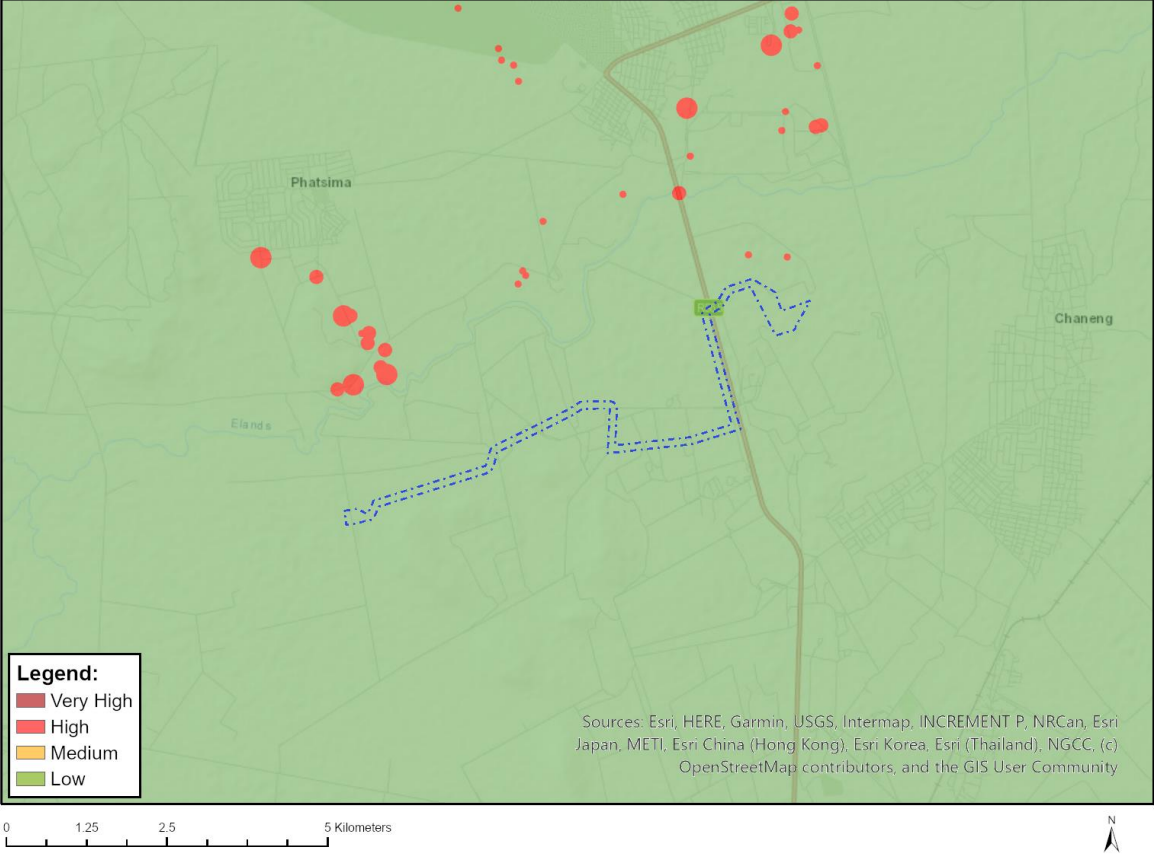 Phatsima
Chaneng
Elands
Legend:
Very High
High
Medium
Low
Sources: Esri, HERE, Garmin, USGS, Intermap, INCREMENT P, NRCan, Esri
Japan, METI, Esri China (Hong Kong), Esri Korea, Esri (Thailand), NGCC, (c)
OpenStreetMap contributors, and the GIS User Community
0 1.25 2.5 5 Kilometers
N